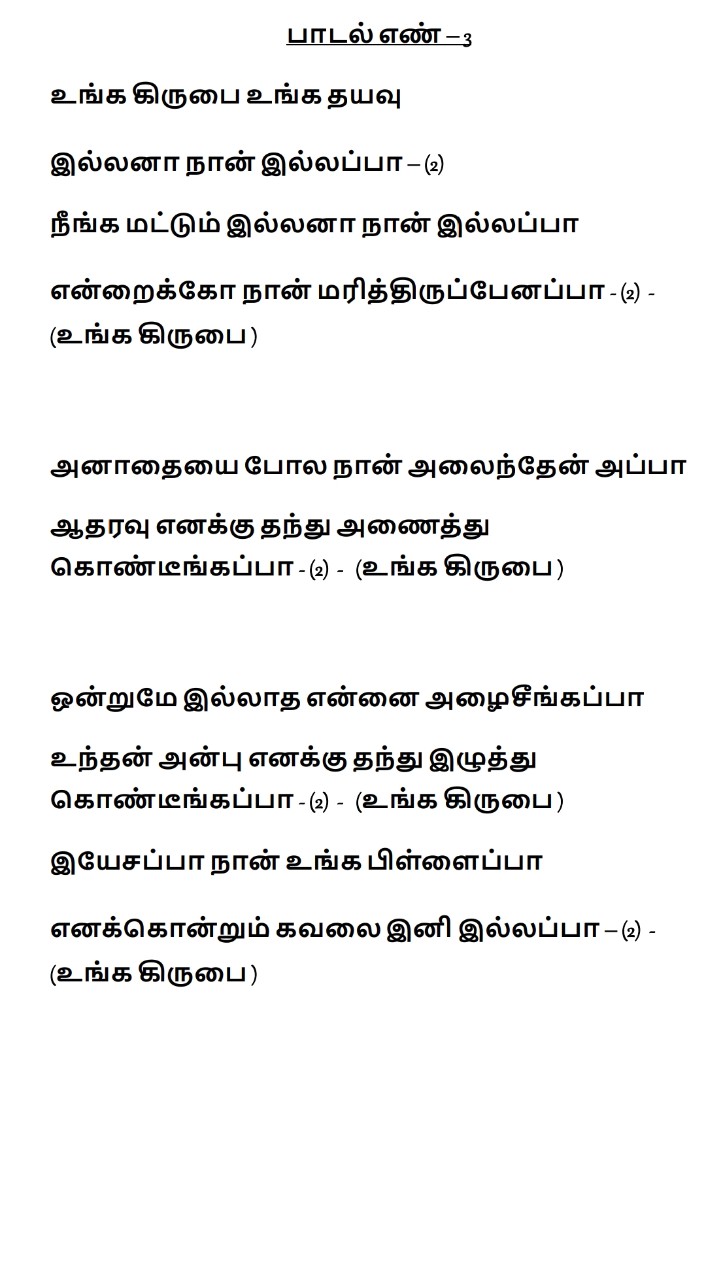 பாடல் எண் – 3
உங்க கிருபை உங்க தயவு
இல்லனா நான் இல்லப்பா – (2)
நீங்க மட்டும் இல்லனா நான் இல்லப்பா
என்றைக்கோ நான் மரித்திருப்பேனப்பா - (2) -
(உங்க கிருபை )
அனாதையை போல நான் அலைந்தேன் அப்பா
ஆதரவு எனக்கு தந்து அணைத்து
கொண்டீங்கப்பா - (2) - (உங்க கிருபை )
ஒன்றுமே இல்லாத என்னை அழைசீங்கப்பா
உந்தன் அன்பு எனக்கு தந்து இழுத்து
கொண்டீங்கப்பா - (2) - (உங்க கிருபை )
இயேசப்பா நான் உங்க பிள்ளைப்பா
எனக்கொன்றும் கவலை இனி இல்லப்பா – (2) -
(உங்க கிருபை )